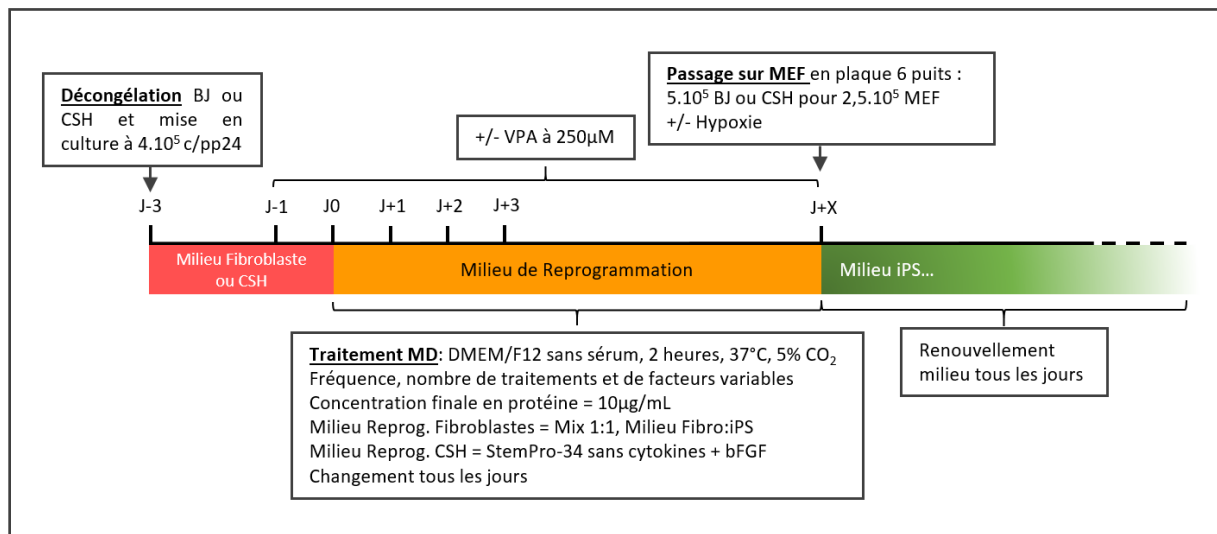 Décongélation BJ ou
CSH et mise en
culture à 4.10⁵ c/pp24
+/- VPA à 250µM
Passage sur MEF en plaque 6 puits :
5.10⁵ BJ ou CSH pour 2,5.10⁵ MEF
+/- Hypoxie
J-3 J-1 J0 J+1 J+2 J+3 J+X
Milieu Fibroblaste
ou CSH
Milieu de Reprogrammation
Milieu iPS...
Traitement MD: DMEM/F12 sans sérum, 2 heures, 37°C, 5% CO₂
Fréquence, nombre de traitements et de facteurs variables
Concentration finale en protéine = 10µg/mL
Milieu Reprog. Fibroblastes = Mix 1:1, Milieu Fibro:iPS
Milieu Reprog. CSH = StemPro-34 sans cytokines + bFGF
Changement tous les jours
Renouvellement
milieu tous les jours